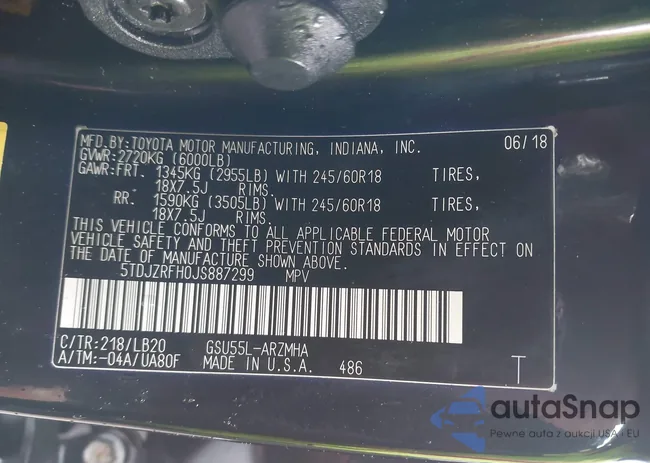 MFD.BY:TOYOTA MOTOR MANUFACTURING, INDIANA, INC. 06/18
GVWR:2720KG (6000LB)
GAWR:FRT. 1345KG (2955LB) WITH 245/60R18 TIRES,
18X7.5J RIMS.
RR. 1590KG (3505LB) WITH 245/60R18 TIRES,
18X7.5J RIMS.
THIS VEHICLE CONFORMS TO ALL APPLICABLE FEDERAL MOTOR
VEHICLE SAFETY AND THEFT PREVENTION STANDARDS IN EFFECT ON
THE DATE OF MANUFACTURE SHOWN ABOVE.
5TDJZRFH0JS887299 MPV
C/TR:218/LB20 GSU55L-ARZMHA
A/TM:-04A/UA80F MADE IN U.S.A. 486 T
autaSnap
Pewne auta z aukcji USA i EU